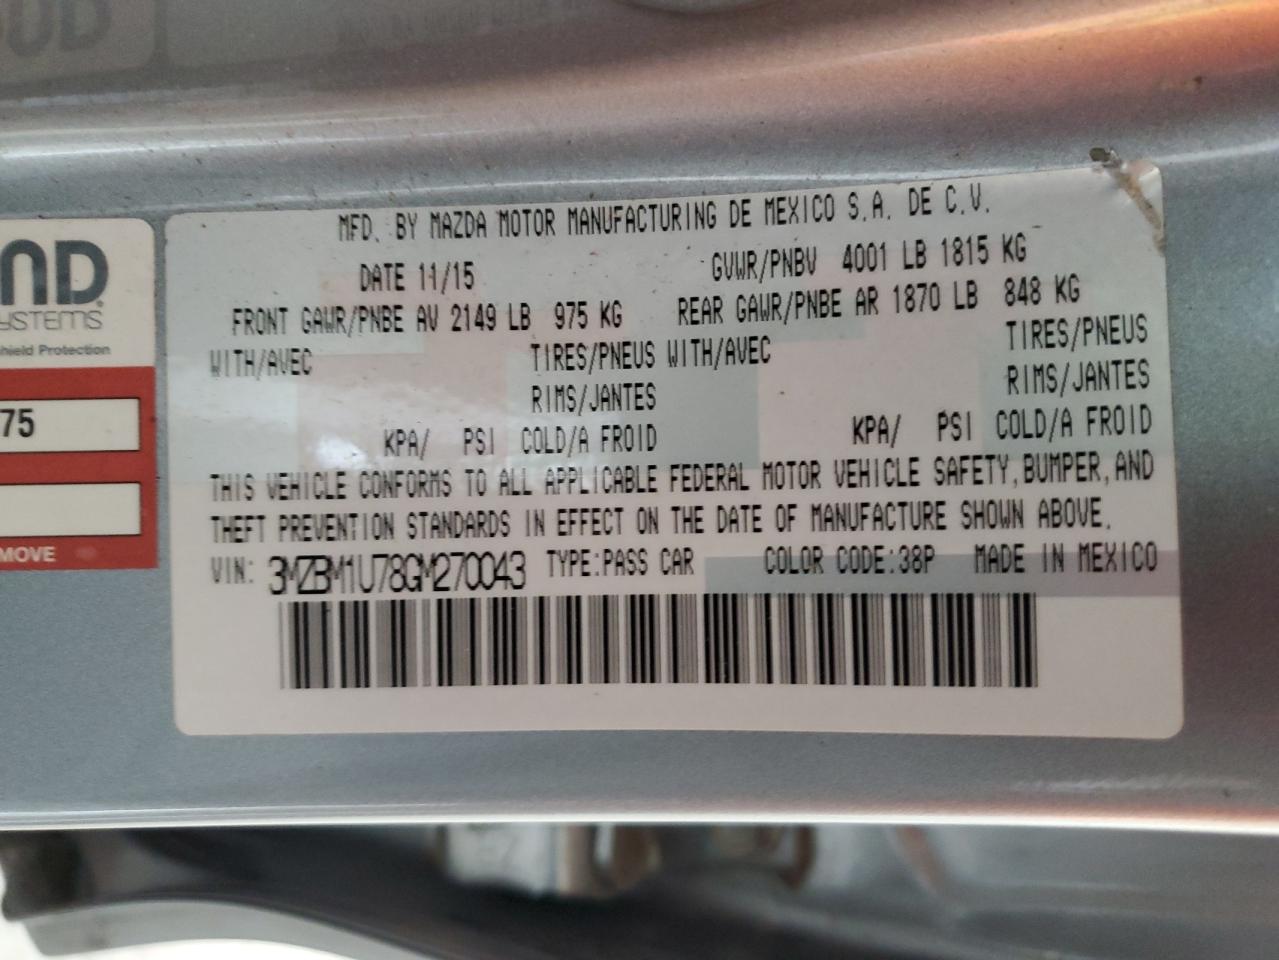 MFD. BY MAZDA MOTOR MANUFACTURING DE MEXICO S.A. DE C.V.
DATE 11/15 GVWR/PNBV 4001 LB 1815 KG
FRONT GAWR/PNBE AV 2149 LB 975 KG REAR GAWR/PNBE AR 1870 LB 848 KG
WITH/AVEC TIRES/PNEUS WITH/AVEC TIRES/PNEUS
RIMS/JANTES RIMS/JANTES
KPA/ PSI COLD/A FROID KPA/ PSI COLD/A FROID
THIS VEHICLE CONFORMS TO ALL APPLICABLE FEDERAL MOTOR VEHICLE SAFETY, BUMPER, AND
THEFT PREVENTION STANDARDS IN EFFECT ON THE DATE OF MANUFACTURE SHOWN ABOVE.
VIN: 3MZBM1U78GM270043 TYPE:PASS CAR COLOR CODE:38P MADE IN MEXICO
ND
YSTEMS
hield Protection
75
MOVE